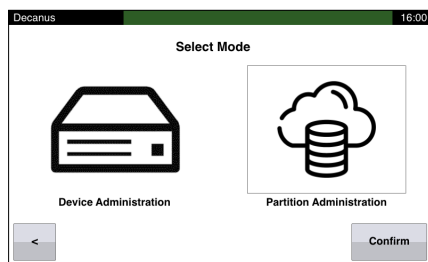 Decanus 16:00
Select Mode
Device Administration Partition Administration
< Confirm